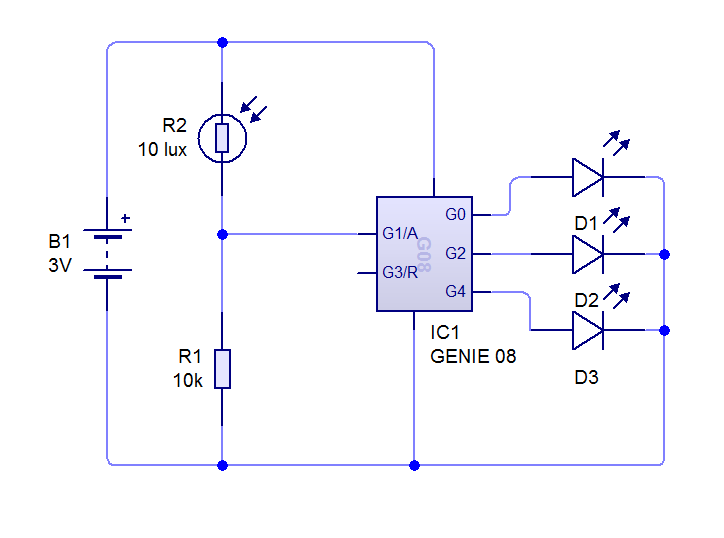 R2
10 lux
+
B1
3V
G0
G1/A
G08
G2
G3/R
G4
D1
D2
D3
IC1
GENIE 08
R1
10k